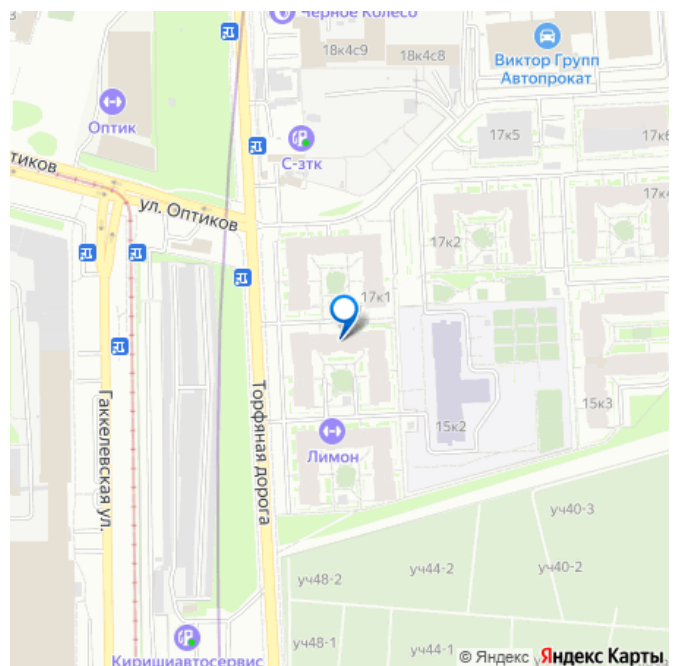 Черное Колесо
18к4с9
18к4с8
Виктор Групп
Автопрокат
Оптик
С-зтк
17к5
17к6
тиков
ул. Оптиков
17к4
17к2
17к1
Гаккелевская ул.
Торфяная дорога
15к3
15к2
Лимон
уч40-3
уч48-2
уч44-2
уч40-2
уч48-1
уч44-1
Киришиавтосервис
© Яндекс Яндекс Карты